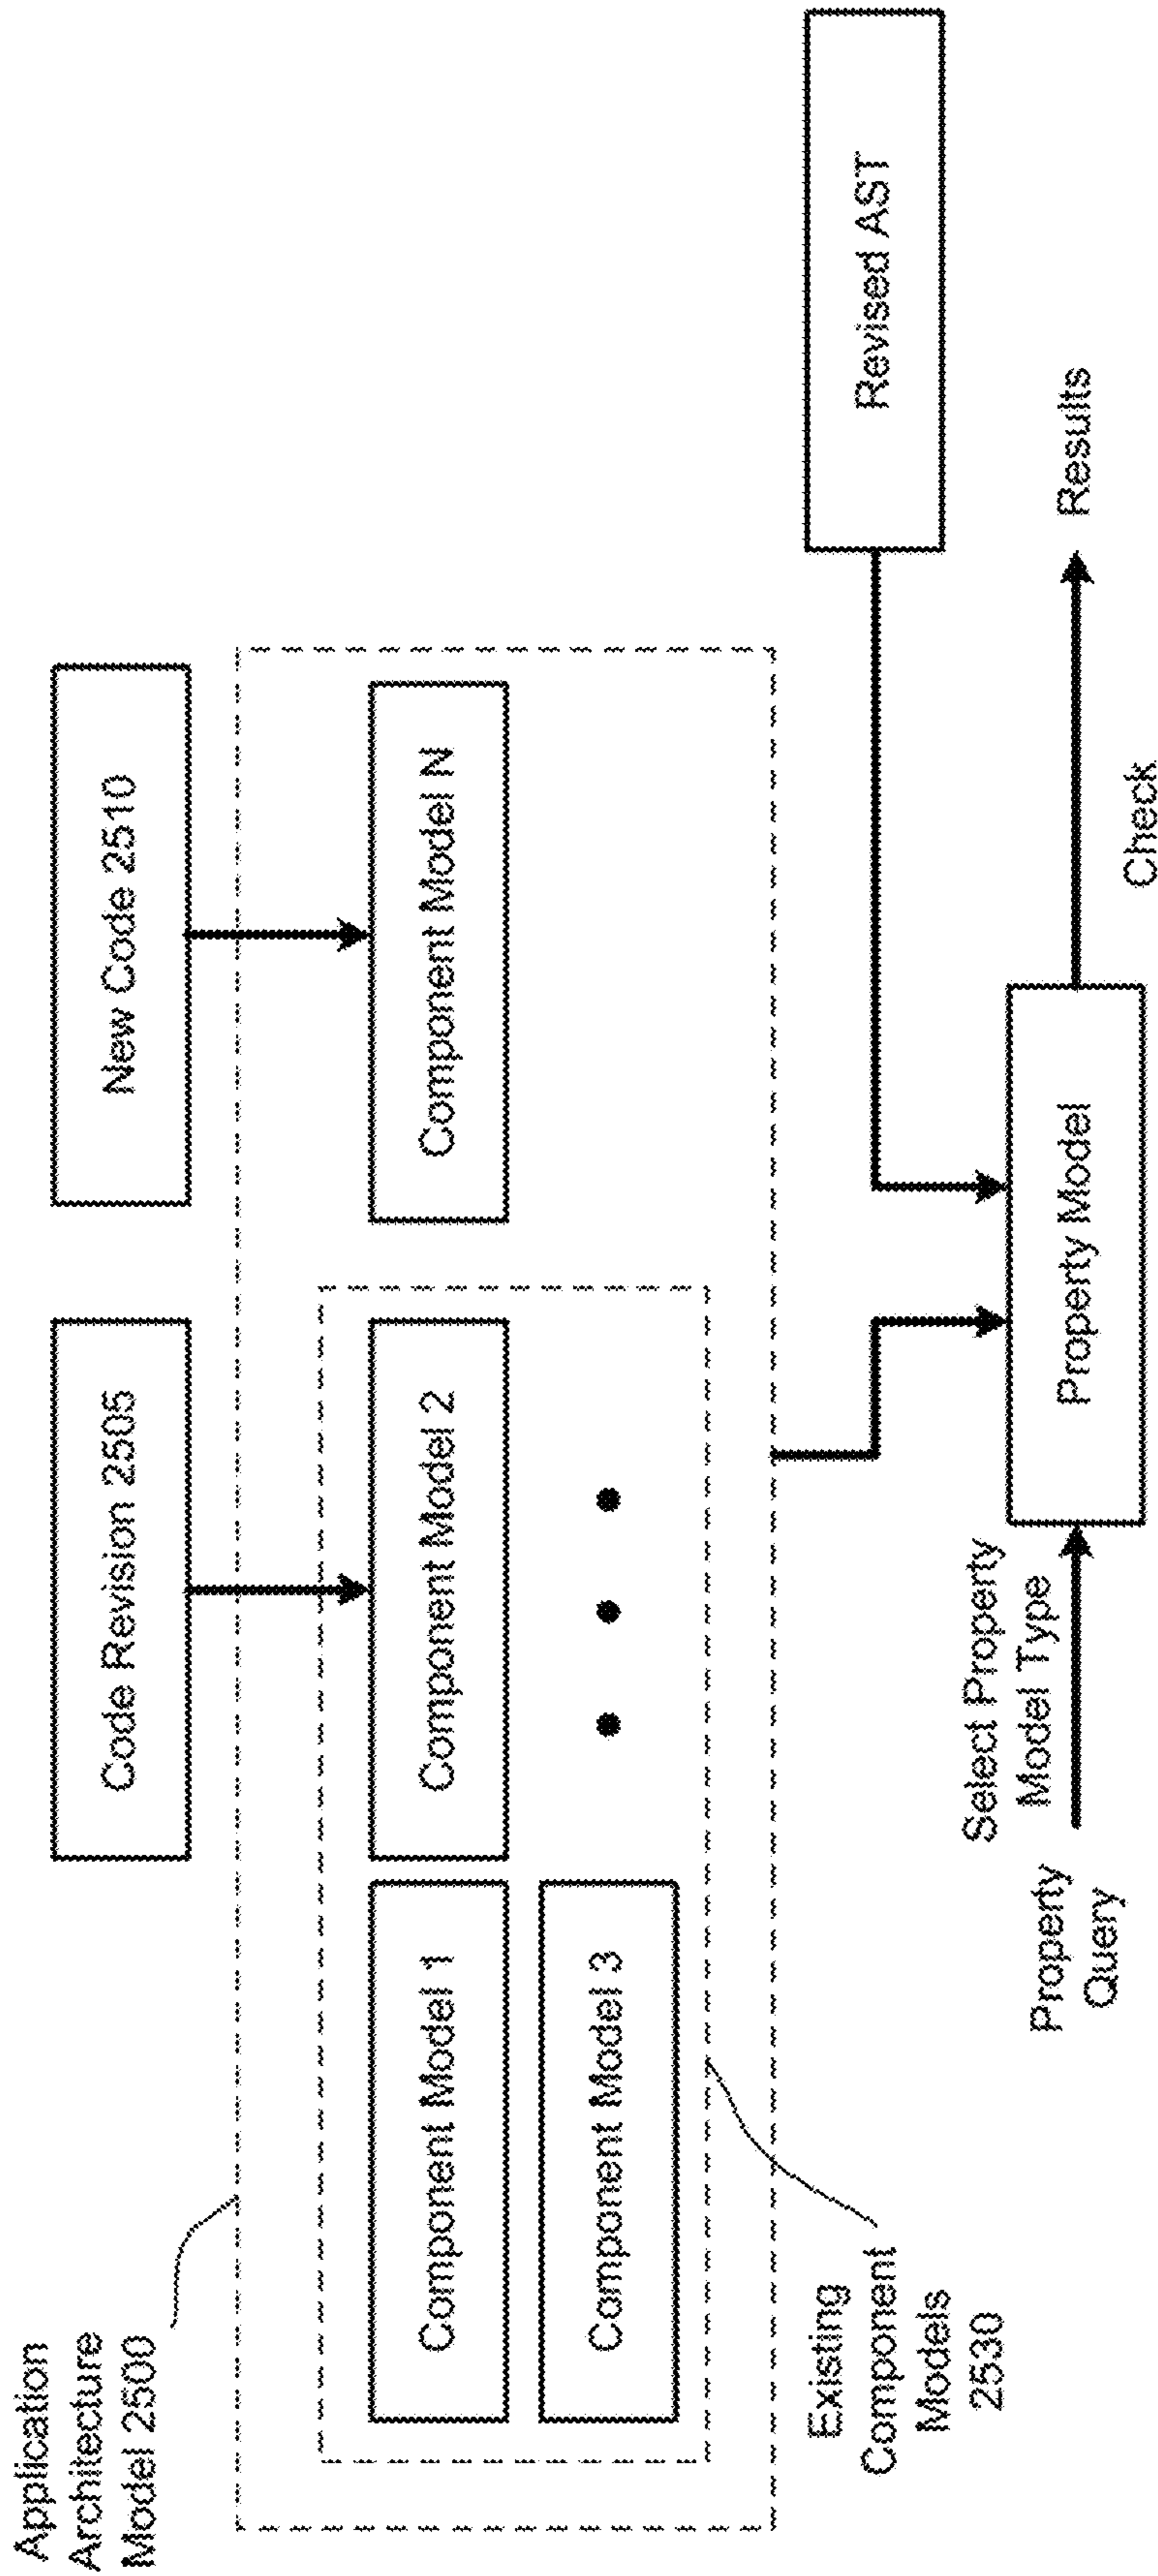 Application
Architecture
Model 2500
Code Revision 2505
New Code 2510
Component Model 1
Component Model 2
Component Model N
Component Model 3
Existing
Component
Models
2530
Revised AST
Property
Query
Select Property
Model Type
Property Model
Check
Results